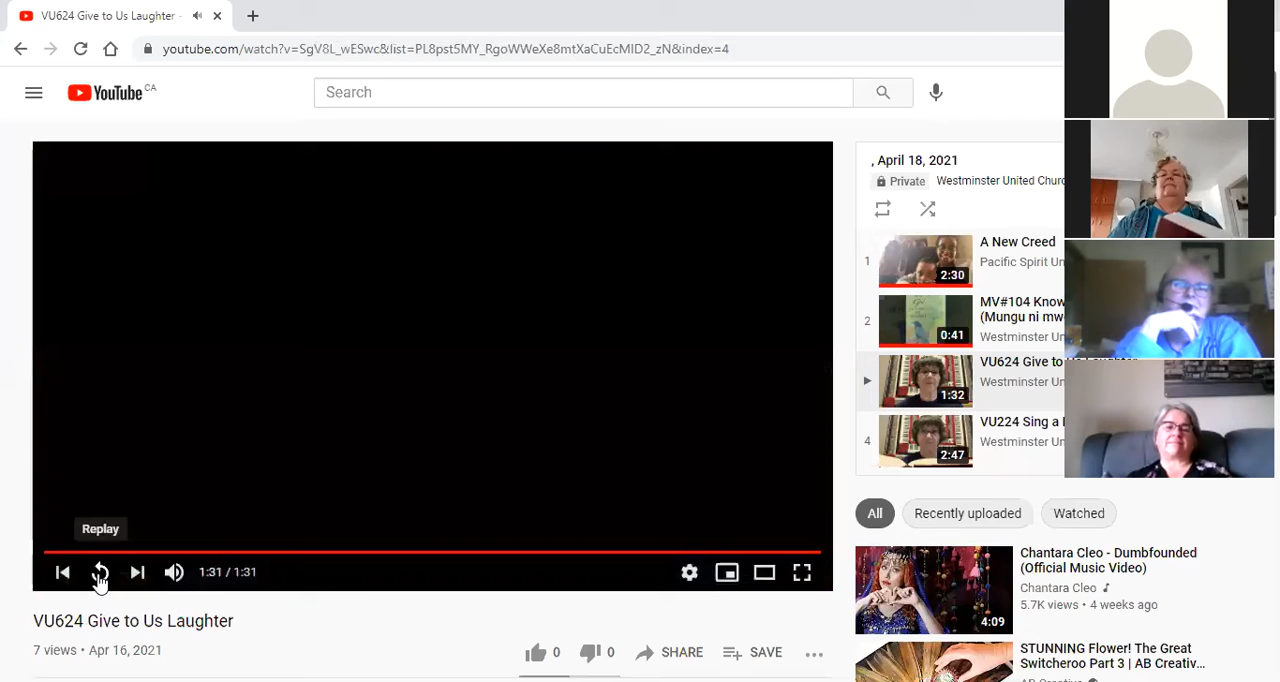 VU624 Give to Us Laughter -
youtube.com/watch?v=SgV8L_wESwc&list=PL8pst5MY_RgoWWeXe8mtXaCuEcMID2_zN&index=4
YouTube CA
Search
, April 18, 2021
Private Westminster United Churc
1
A New Creed
Pacific Spirit Un
2:30
2
MV#104 Know
(Mungu ni mw
Westminster Un
0:41
VU624 Give to Us Laughter
Westminster Un
1:32
4
VU224 Sing a
Westminster Un
2:47
Replay
1:31 / 1:31
VU624 Give to Us Laughter
7 views • Apr 16, 2021
0 0 SHARE SAVE
All Recently uploaded Watched
Chantara Cleo - Dumbfounded
(Official Music Video)
Chantara Cleo
5.7K views • 4 weeks ago
4:09
STUNNING Flower! The Great
Switcheroo Part 3 | AB Creativ...
AB Creative